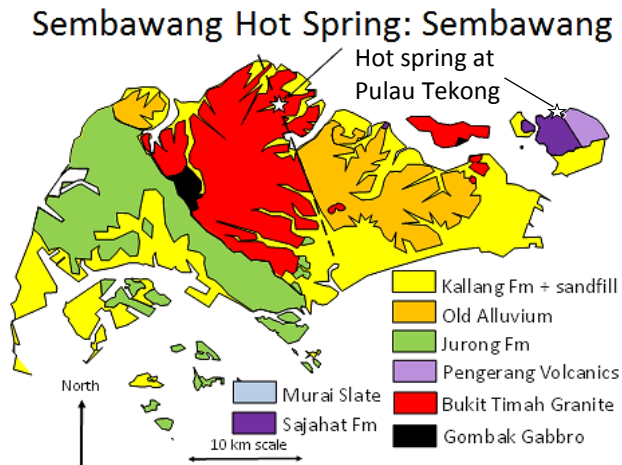 Sembawang Hot Spring: Sembawang
Hot spring at
Pulau Tekong
Kallang Fm + sandfill
Old Alluvium
Jurong Fm
Pengerang Volcanics
Bukit Timah Granite
Gombak Gabbro
Murai Slate
Sajahat Fm
North
10 km scale